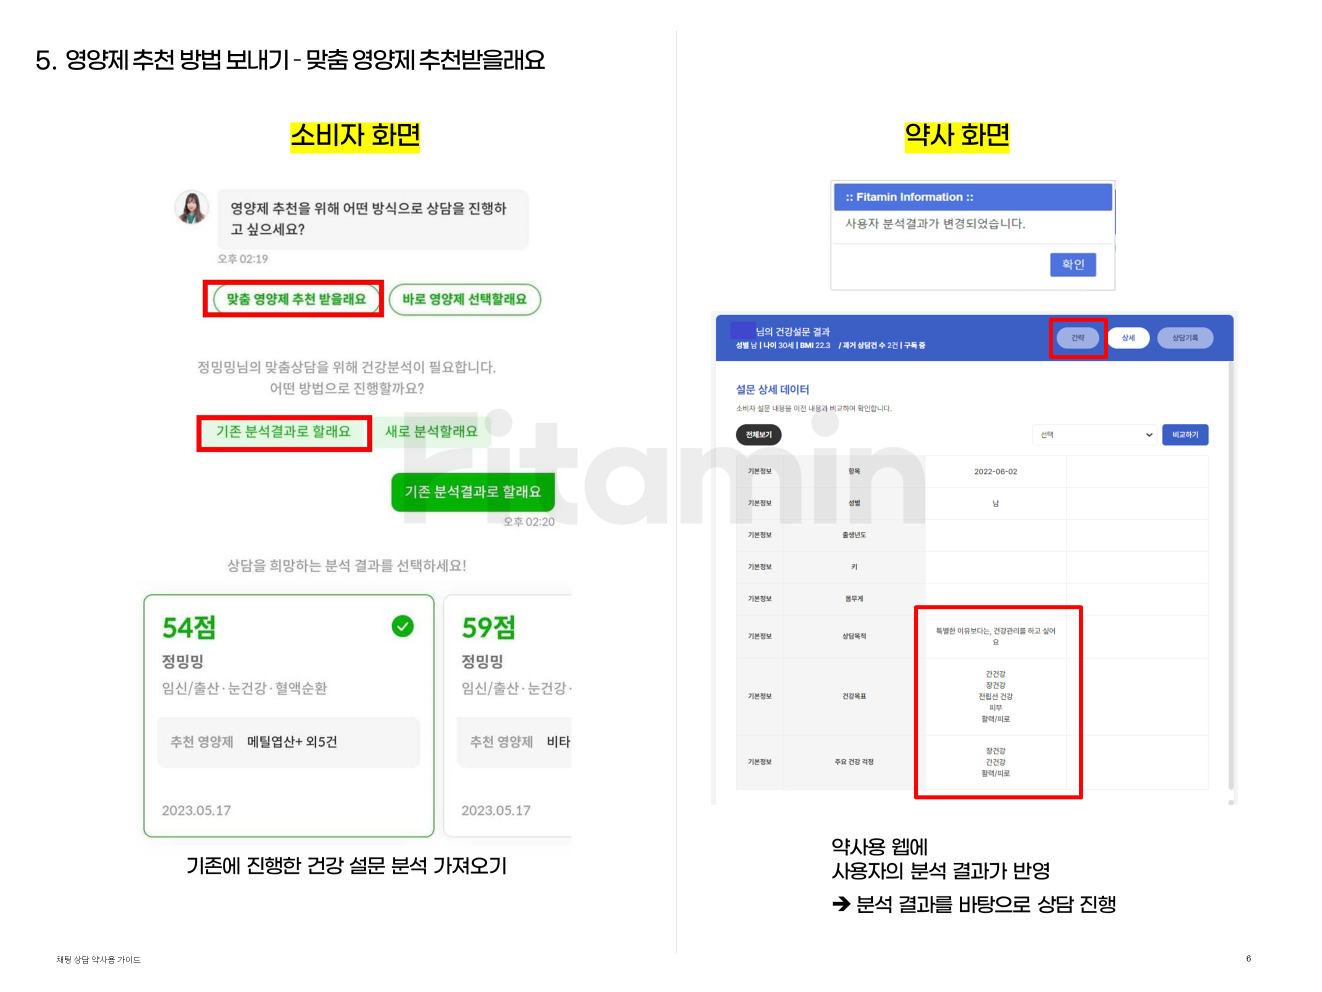 5. 영양제 추천 방법 보내기 - 맞춤 영양제 추천받을래요
소비자 화면
영양제 추천을 위해 어떤 방식으로 상담을 진행하
고 싶으세요?
오후 02:19
맞춤 영양제 추천 받을래요
바로 영양제 선택할래요
정밍밍님의 맞춤상담을 위해 건강분석이 필요합니다.
어떤 방법으로 진행할까요?
기존 분석결과로 할래요
새로 분석할래요
기존 분석결과로 할래요
오후 02:20
상담을 희망하는 분석 결과를 선택하세요!
54점
정밍밍
임신/출산 · 눈건강 · 혈액순환
추천 영양제 메틸엽산+ 외5건
2023.05.17
59점
정밍밍
임신/출산 · 눈건강 ·
추천 영양제 비타
2023.05.17
기존에 진행한 건강 설문 분석 가져오기
약사 화면
:: Fitamin Information ::
사용자 분석결과가 변경되었습니다.
확인
님의 건강설문 결과
성별 남 | 나이 30세 | BMI 22.3 / 과거 상담건 수 2건 | 구독 중
간략
상세
상담기록
설문 상세 데이터
소비자 설문 내용을 이전 내용과 비교하여 확인합니다.
전체보기
선택
비교하기
기본정보 항목 2022-06-02
기본정보 성별 남
기본정보 출생년도
기본정보 키
기본정보 몸무게
기본정보 상담목적 특별한 이유보다는, 건강관리를 하고 싶어
요
기본정보 건강목표 간건강
장건강
전립선 건강
피부
활력/피로
기본정보 주요 건강 걱정 장건강
간건강
활력/피로
약사용 웹에
사용자의 분석 결과가 반영
➔ 분석 결과를 바탕으로 상담 진행
Fitamin
채팅 상담 약사용 가이드
6